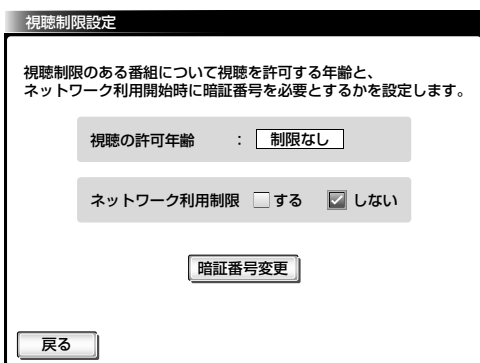 視聴制限設定
視聴制限のある番組について視聴を許可する年齢と、
ネットワーク利用開始時に暗証番号を必要とするかを設定します。
視聴の許可年齢 : 制限なし
ネットワーク利用制限 する しない
暗証番号変更
戻る